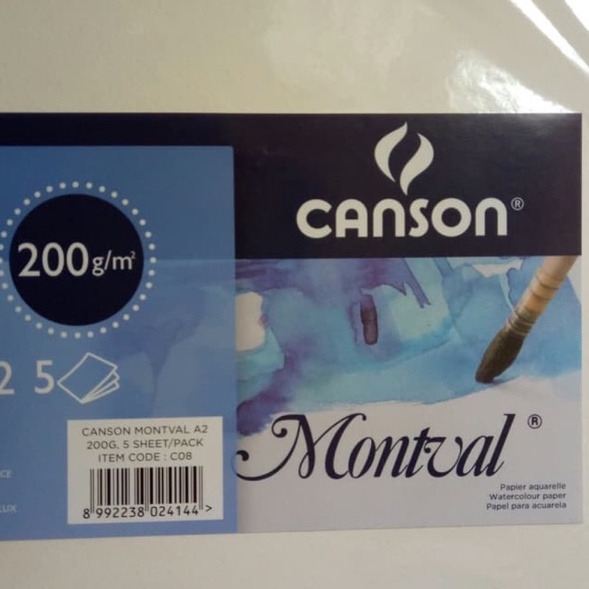 CANSON®
200g/m²
2 5
CANSON MONTVAL A2
200G, 5 SHEET/PACK
ITEM CODE : C08
8 992238 024144 >
Montval ®
Papier aquarelle
Watercolour paper
Papel para acuarela